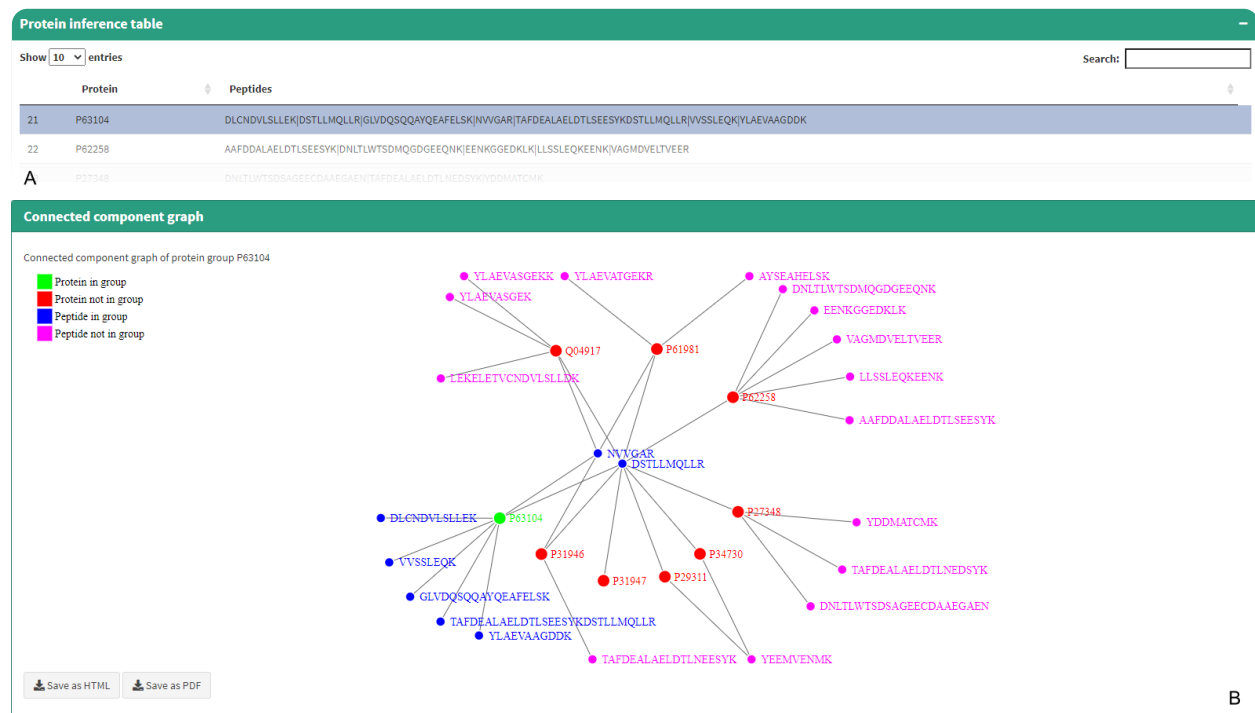 Protein inference table −
Show 10 entries Search:
Protein Peptides
21 P63104 DLCNDVLSLLEK|DSTLLMQLLR|GLVDQSQQAYQEAFELSK|NVVGAR|TAFDEALAELDTLSEESYKDSTLLMQLLR|VVSSLEQK|YLAEVAAGDDK
22 P62258 AAFDDALAELDTLSEESYK|DNLTLWTSDMQGDGEEQNK|EENKGGEDKLK|LLSSLEQKEENK|VAGMDVELTVEER
A P27348 DNLTLWTSDSAGEECDAAEGAEN|TAFDEALAELDTLNEDSYK|YDDMATCMK
Connected component graph
Connected component graph of protein group P63104
Protein in group
Protein not in group
Peptide in group
Peptide not in group
YLAEVASGEKK YLAEVATGEKR AYSEAHELSK
DNLTLWTSDMQGDGEEQNK
YLAEVASGEK
EENKGGEDKLK
VAGMDVELTVEER
Q04917 P61981
LEKELETVCNDVLSLLDK LLSSLEQKEENK
P62258
AAFDDALAELDTLSEESYK
NVVGAR
DSTLLMQLLR
P27348
DLCNDVLSLLEK P63104
YDDMATCMK
P31946 P34730
VVSSLEQK
TAFDEALAELDTLNEDSYK
P31947 P29311
GLVDQSQQAYQEAFELSK
DNLTLWTSDSAGEECDAAEGAEN
TAFDEALAELDTLSEESYKDSTLLMQLLR
YLAEVAAGDDK
TAFDEALAELDTLNEESYK YEEMVENMK
Save as HTML Save as PDF
B